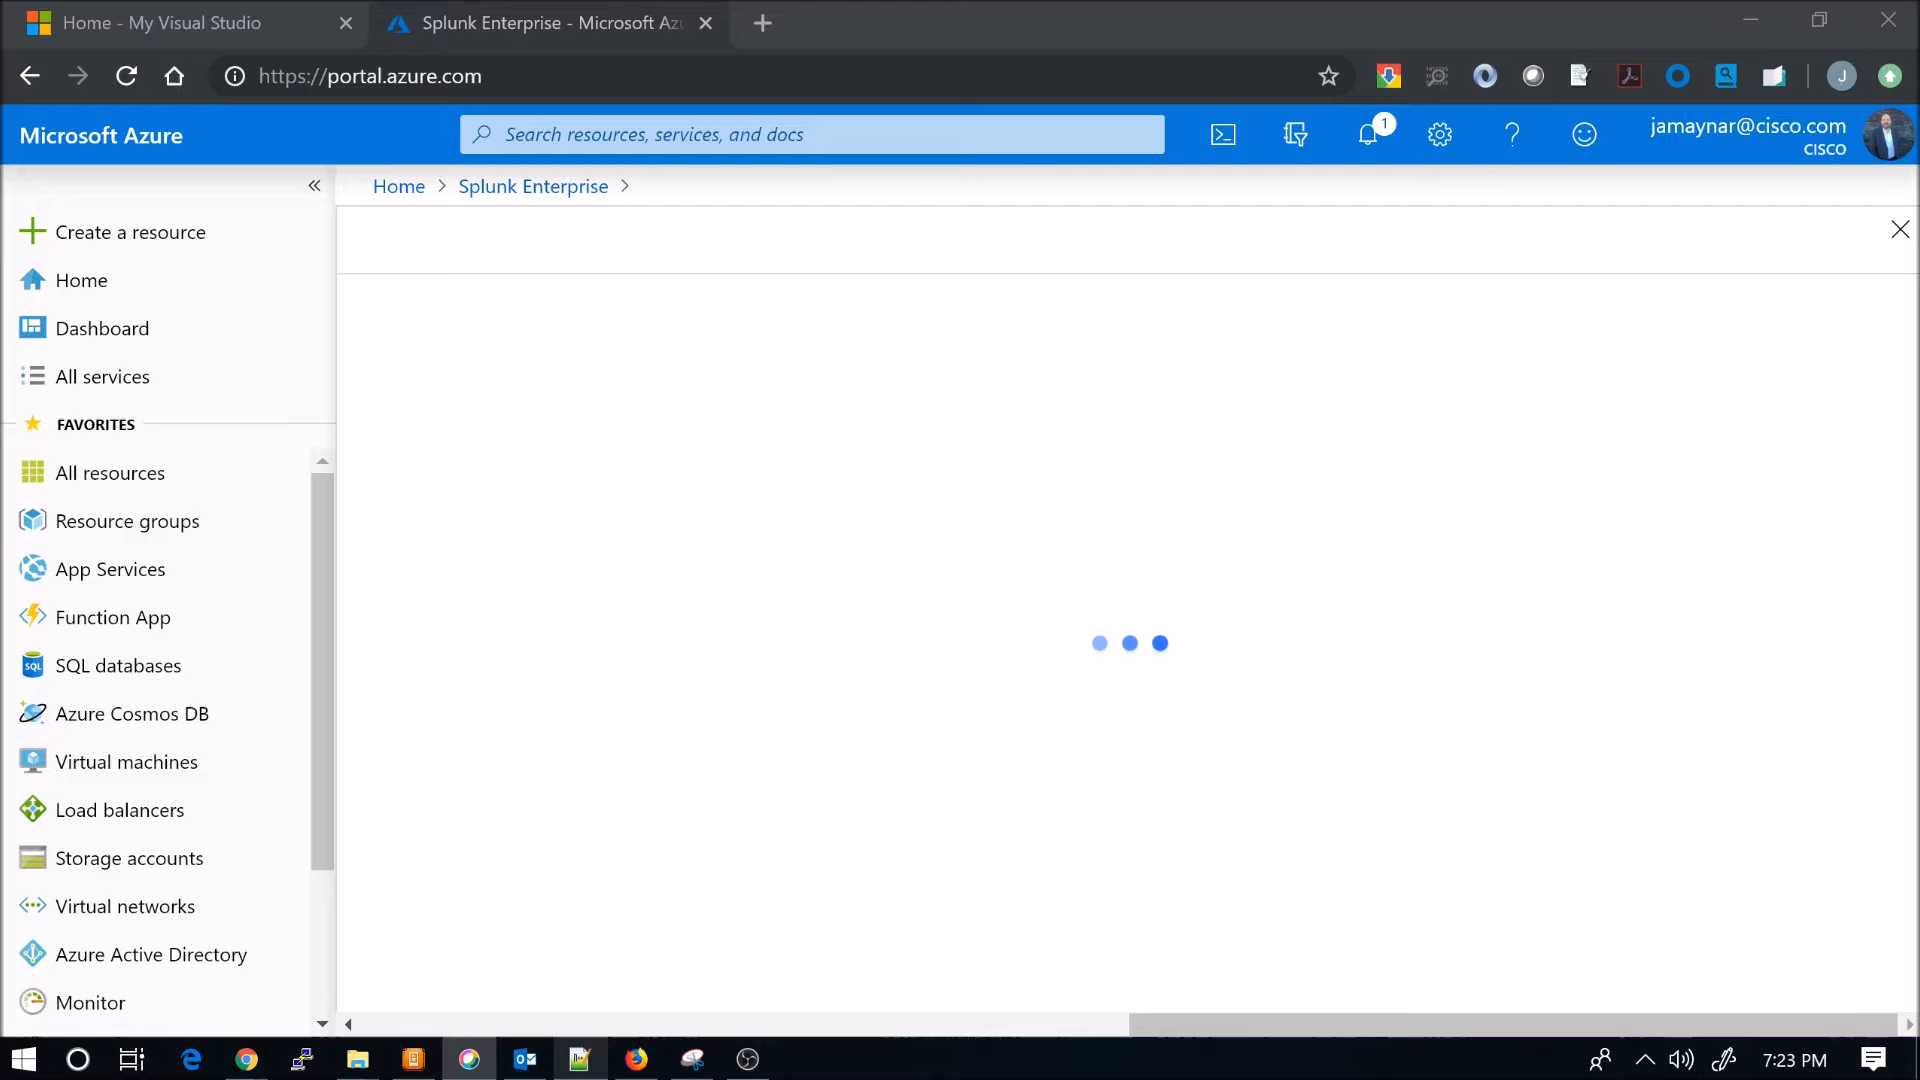 Home - My Visual Studio
Splunk Enterprise - Microsoft Az
https://portal.azure.com
J
Microsoft Azure
Search resources, services, and docs
1
jamaynar@cisco.com
CISCO
Home
Splunk Enterprise
Create a resource
Home
Dashboard
All services
FAVORITES
All resources
Resource groups
App Services
Function App
SQL
SQL databases
Azure Cosmos DB
Virtual machines
Load balancers
Storage accounts
Virtual networks
Azure Active Directory
Monitor
7:23 PM